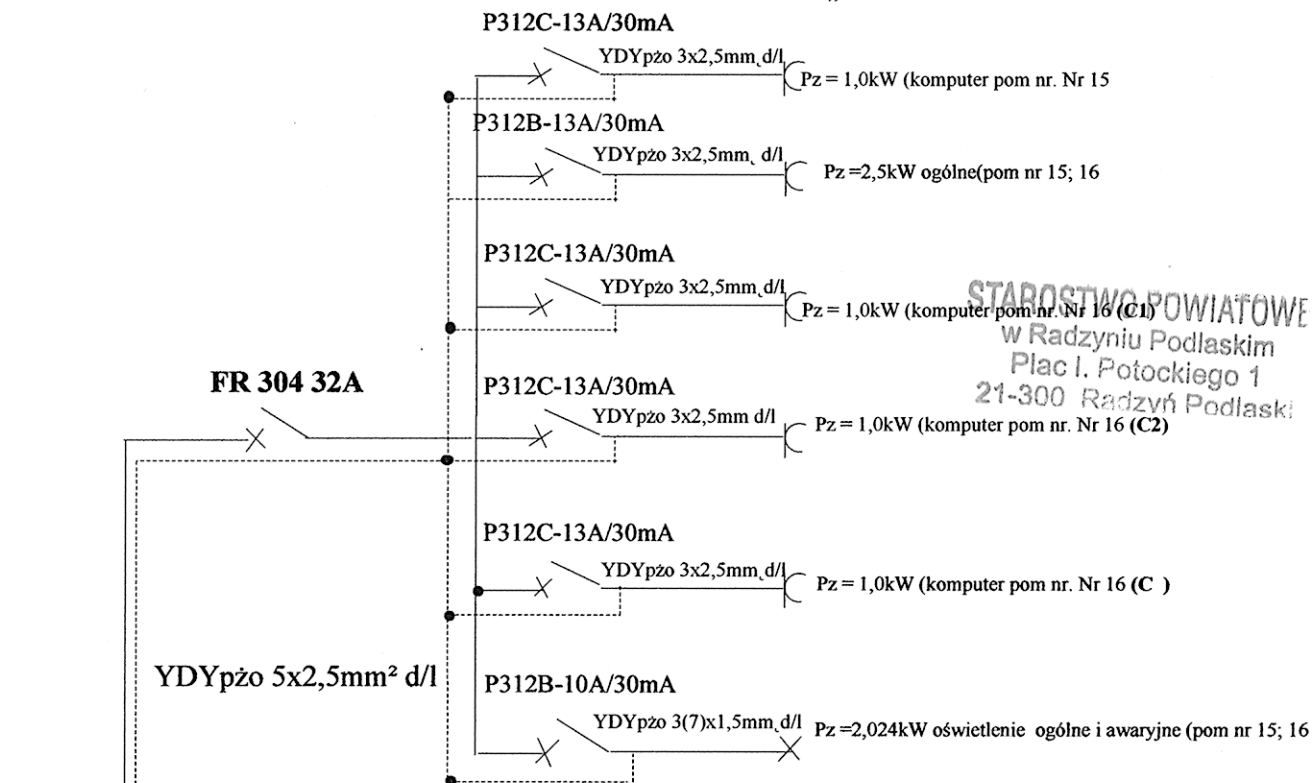 P312C-13A/30mA
YDYpżo 3x2,5mm d/l
Pz = 1,0kW (komputer pom nr. Nr 15
P312B-13A/30mA
YDYpżo 3x2,5mm, d/l
Pz =2,5kW ogólne(pom nr 15; 16
P312C-13A/30mA
YDYpżo 3x2,5mm, d/l
Pz = 1,0kW (komputer pom nr. Nr 16 (C1)
STAROSTWO POWIATOWE
w Radzyniu Podlaskim
Plac I. Potockiego 1
21-300 Radzyń Podlaski
FR 304 32A
P312C-13A/30mA
YDYpżo 3x2,5mm d/l
Pz = 1,0kW (komputer pom nr. Nr 16 (C2)
P312C-13A/30mA
YDYpżo 3x2,5mm, d/l
Pz = 1,0kW (komputer pom nr. Nr 16 (C )
YDYpżo 5x2,5mm² d/l
P312B-10A/30mA
YDYpżo 3(7)x1,5mm, d/l
Pz =2,024kW oświetlenie ogólne i awaryjne (pom nr 15; 16